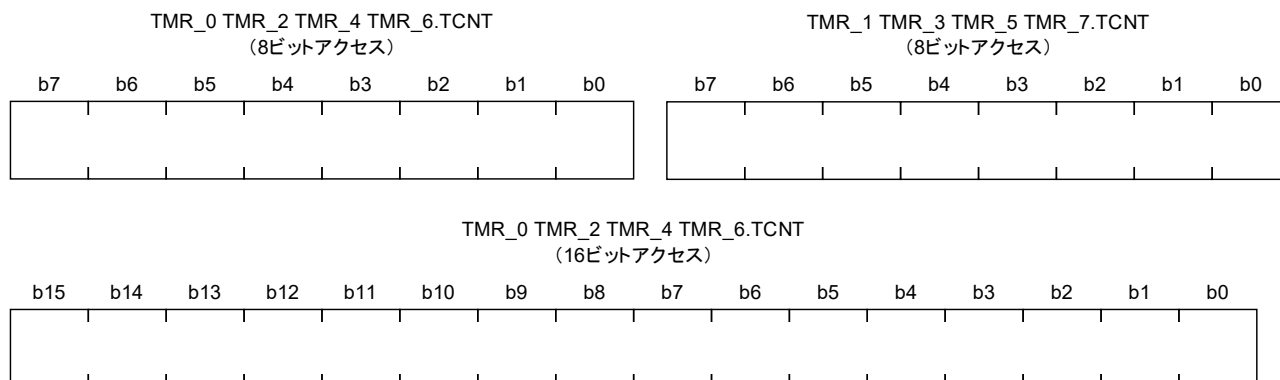 TMR_0 TMR_2 TMR_4 TMR_6.TCNT
(8ビットアクセス)
b7 b6 b5 b4 b3 b2 b1 b0
TMR_1 TMR_3 TMR_5 TMR_7.TCNT
(8ビットアクセス)
b7 b6 b5 b4 b3 b2 b1 b0
TMR_0 TMR_2 TMR_4 TMR_6.TCNT
(16ビットアクセス)
b15 b14 b13 b12 b11 b10 b9 b8 b7 b6 b5 b4 b3 b2 b1 b0